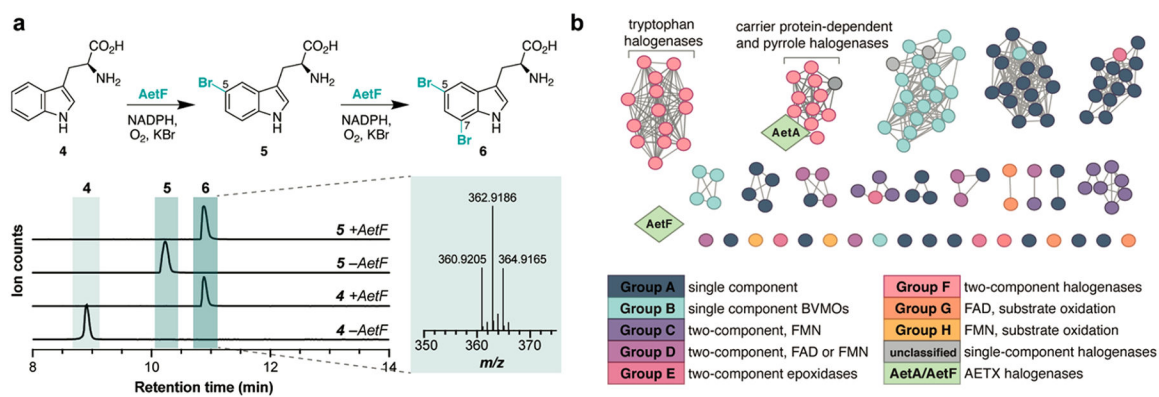 a
CO₂H
NH₂
N
H
4
AetF
NADPH,
O₂, KBr
Br
5
CO₂H
NH₂
N
H
5
AetF
NADPH,
O₂, KBr
Br
5
7
Br
CO₂H
NH₂
N
H
6
4 5 6
5 +AetF
5 –AetF
4 +AetF
4 –AetF
Ion counts
8 10 12 14
Retention time (min)
362.9186
360.9205 364.9165
350 360 370
m/z
b
tryptophan
halogenases
carrier protein-dependent
and pyrrole halogenases
AetA
AetF
Group A single component
Group B single component BVMOs
Group C two-component, FMN
Group D two-component, FAD or FMN
Group E two-component epoxidases
Group F two-component halogenases
Group G FAD, substrate oxidation
Group H FMN, substrate oxidation
unclassified single-component halogenases
AetA/AetF AETX halogenases